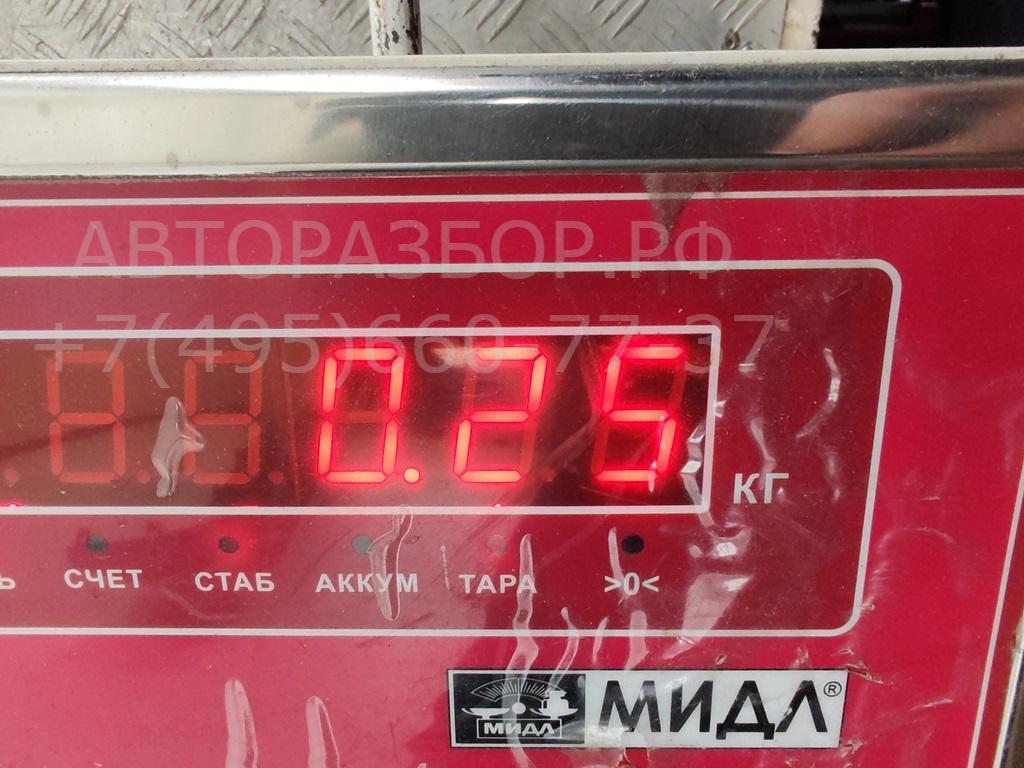 АВТОРАЗБОР.РФ
+7(495)660-77-37
0.25
КГ
Ь СЧЕТ СТАБ АККУМ ТАРА >0<
МИДЛ МИДЛ®